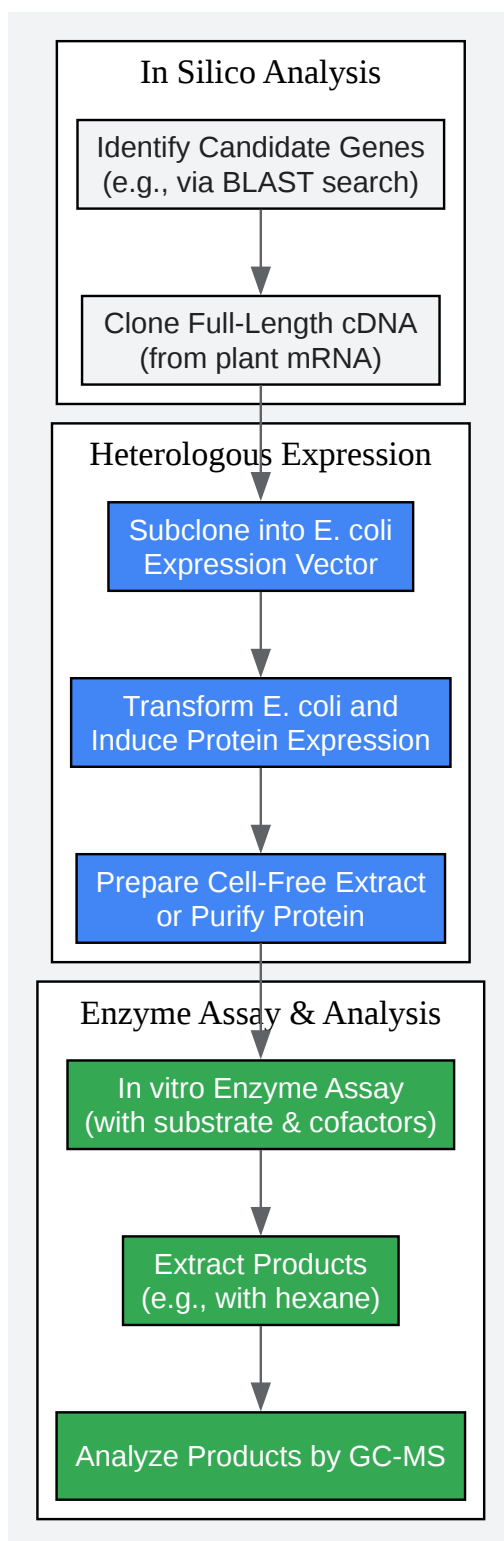 In Silico Analysis
Identify Candidate Genes
(e.g., via BLAST search)
Clone Full-Length cDNA
(from plant mRNA)
Heterologous Expression
Subclone into E. coli
Expression Vector
Transform E. coli and
Induce Protein Expression
Prepare Cell-Free Extract
or Purify Protein
Enzyme Assay & Analysis
In vitro Enzyme Assay
(with substrate & cofactors)
Extract Products
(e.g., with hexane)
Analyze Products by GC-MS